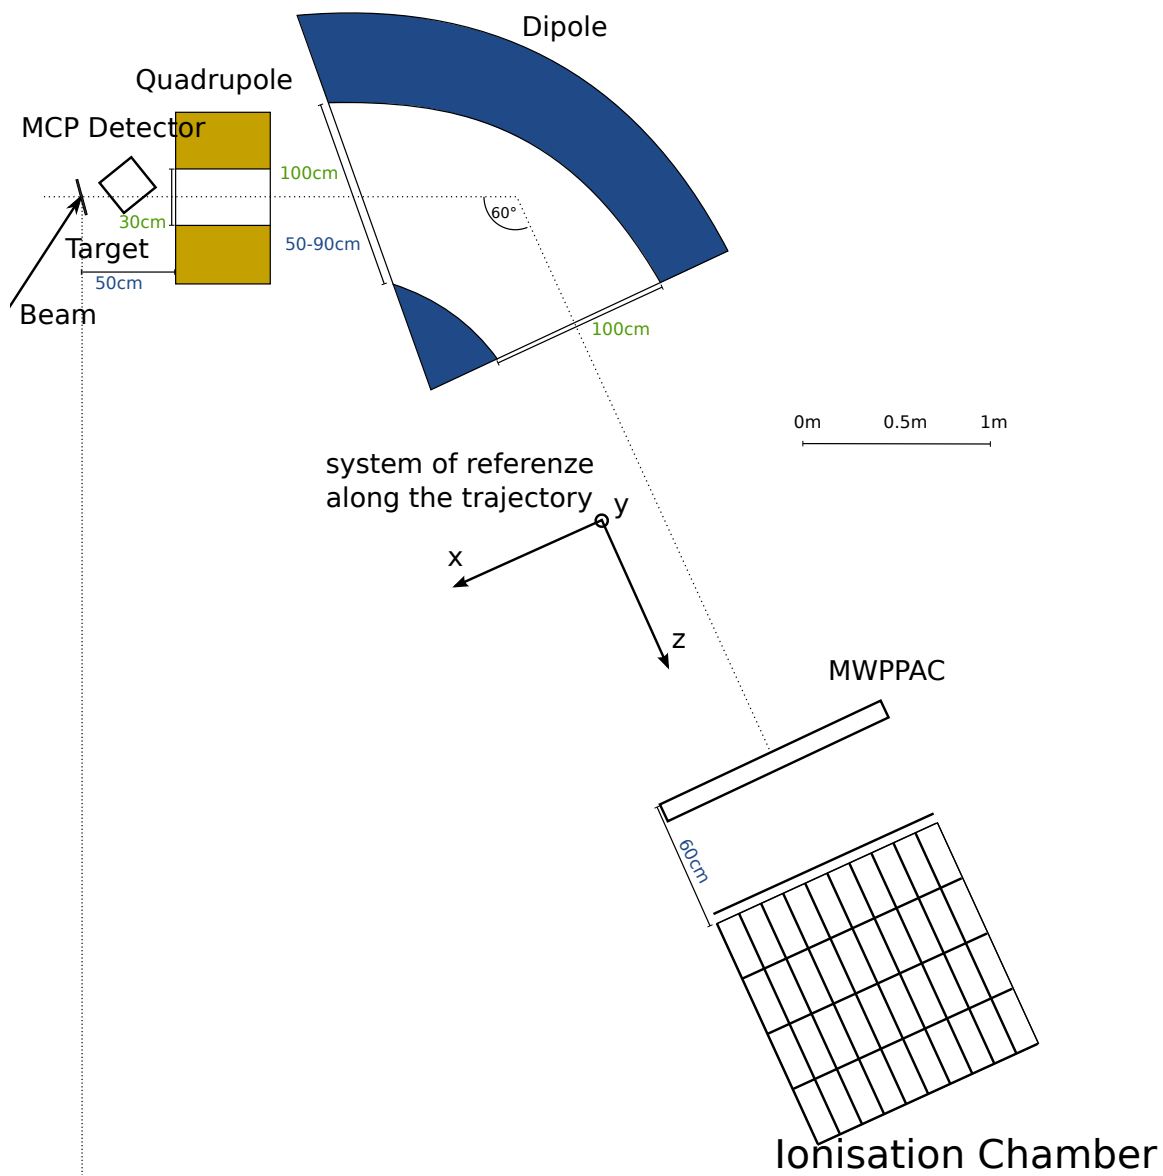 Dipole
Quadrupole
MCP Detector
100cm
60°
30cm
Target
50-90cm
50cm
Beam
100cm
0m 0.5m 1m
system of referenze
along the trajectory
y
x
z
MWPPAC
60cm
Ionisation Chamber